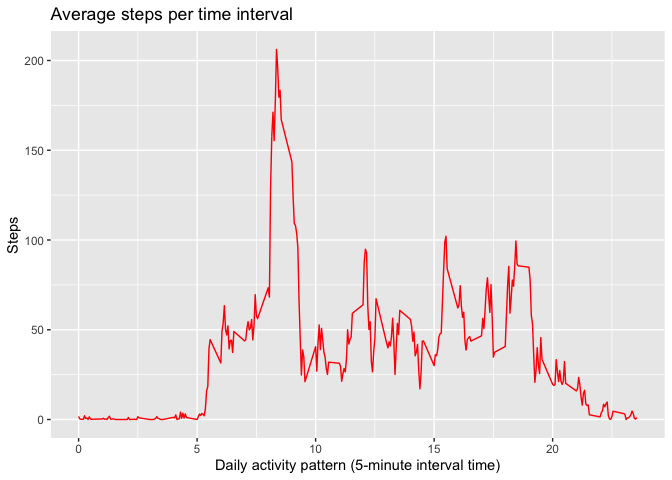 Average steps per time interval
200
150
100
50
0
Steps
0 5 10 15 20
Daily activity pattern (5-minute interval time)